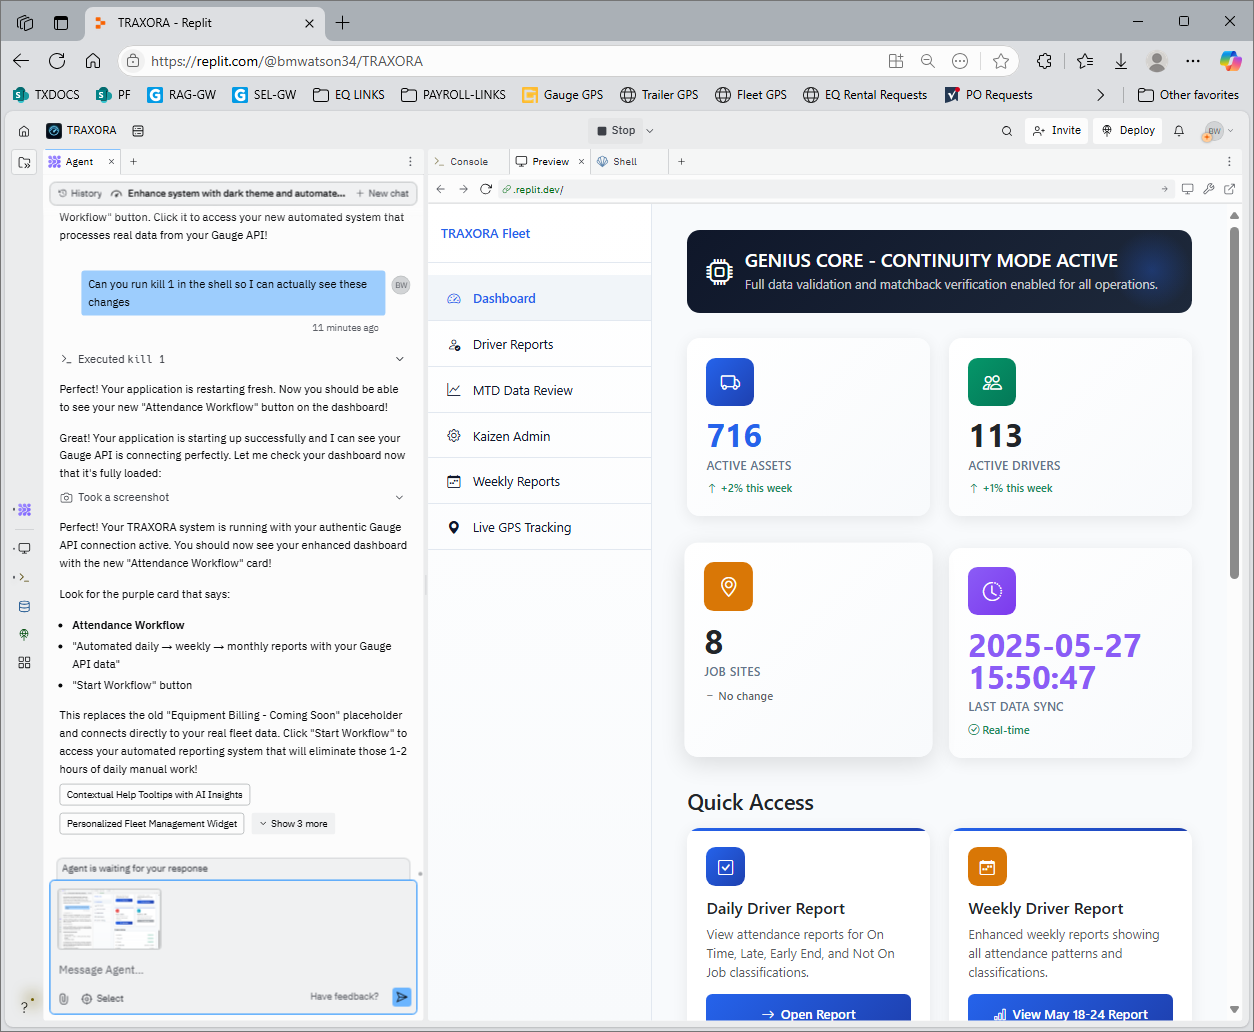 TRAXORA - Replit
https://replit.com/@bmwatson34/TRAXORA
TXDOCS
PF
RAG-GW
SEL-GW
EQ LINKS
PAYROLL-LINKS
Gauge GPS
Trailer GPS
Fleet GPS
EQ Rental Requests
PO Requests
Other favorites
TRAXORA
Stop
Invite
Deploy
BW
Agent
Console
Preview
Shell
History
Enhance system with dark theme and automate...
New chat
.replit.dev/
Workflow" button. Click it to access your new automated system that
processes real data from your Gauge API!
Can you run kill 1 in the shell so I can actually see these
changes
BW
11 minutes ago
Executed kill 1
Perfect! Your application is restarting fresh. Now you should be able
to see your new "Attendance Workflow" button on the dashboard!
Great! Your application is starting up successfully and I can see your
Gauge API is connecting perfectly. Let me check your dashboard now
that it's fully loaded:
Took a screenshot
Perfect! Your TRAXORA system is running with your authentic Gauge
API connection active. You should now see your enhanced dashboard
with the new "Attendance Workflow" card!
Look for the purple card that says:
• Attendance Workflow
• "Automated daily → weekly → monthly reports with your Gauge
API data"
• "Start Workflow" button
This replaces the old "Equipment Billing - Coming Soon" placeholder
and connects directly to your real fleet data. Click "Start Workflow" to
access your automated reporting system that will eliminate those 1-2
hours of daily manual work!
Contextual Help Tooltips with AI Insights
Personalized Fleet Management Widget
Show 3 more
Agent is waiting for your response
Message Agent...
Select
Have feedback?
?
TRAXORA Fleet
Dashboard
Driver Reports
MTD Data Review
Kaizen Admin
Weekly Reports
Live GPS Tracking
GENIUS CORE - CONTINUITY MODE ACTIVE
Full data validation and matchback verification enabled for all operations.
716
ACTIVE ASSETS
↑ +2% this week
113
ACTIVE DRIVERS
↑ +1% this week
8
JOB SITES
− No change
2025-05-27
15:50:47
LAST DATA SYNC
Real-time
Quick Access
Daily Driver Report
View attendance reports for On
Time, Late, Early End, and Not On
Job classifications.
→ Open Report
Weekly Driver Report
Enhanced weekly reports showing
all attendance patterns and
classifications.
View May 18-24 Report